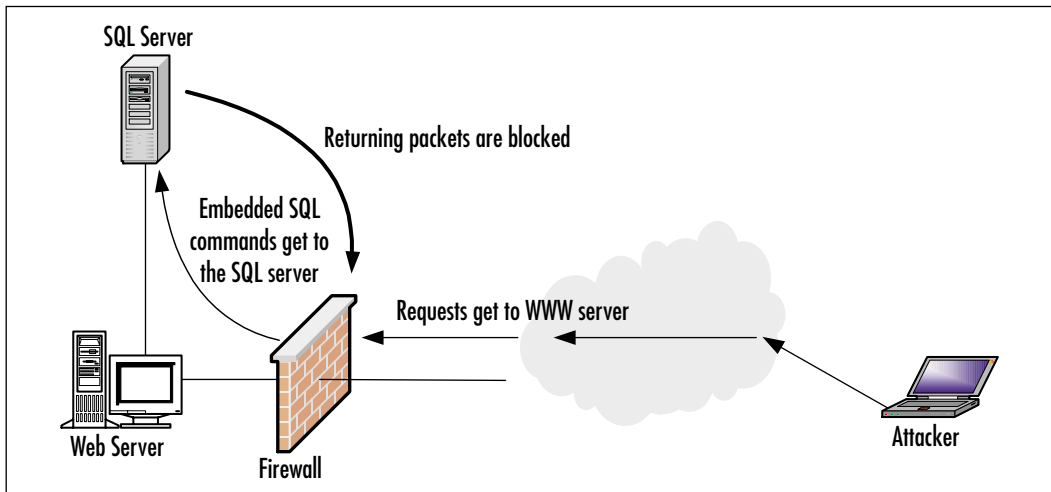 SQL Server
Returning packets are blocked
Embedded SQL
commands get to
the SQL server
Requests get to WWW server
Web Server
Firewall
Attacker